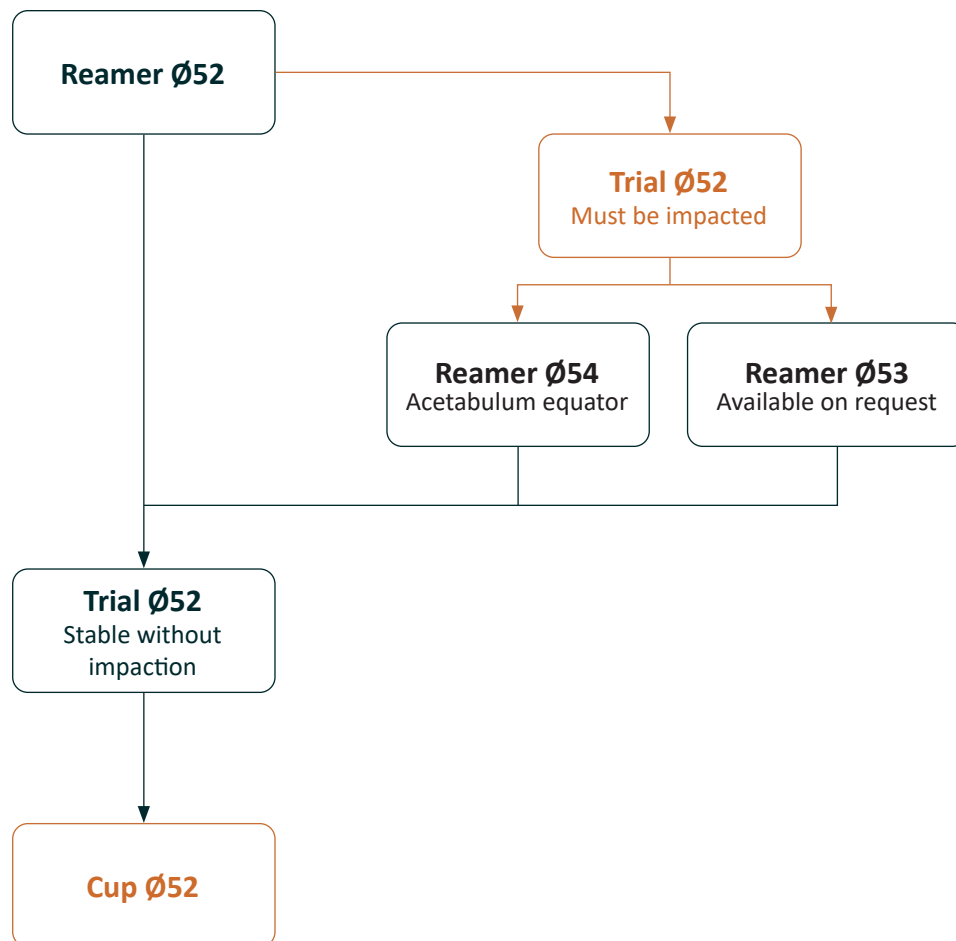 Reamer Ø52
Trial Ø52
Must be impacted
Reamer Ø54
Acetabulum equator
Reamer Ø53
Available on request
Trial Ø52
Stable without
impaction
Cup Ø52